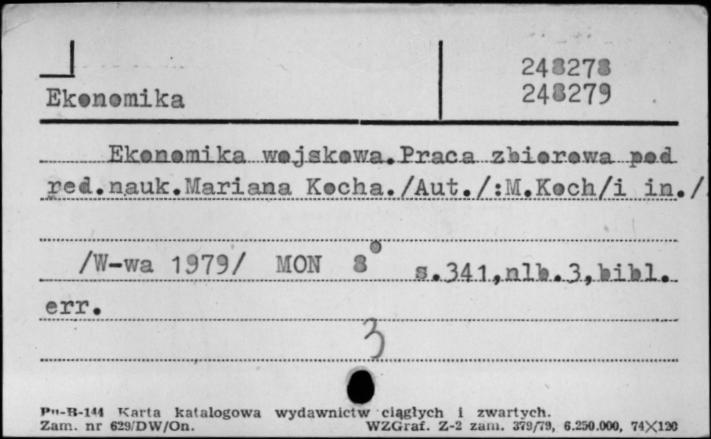 248278
Ekonomika 248279
Ekonomika wojskowa.Praca zbiorowa pod
red.nauk.Mariana Kocha./Aut./:M.Koch/i in./
/W-wa 1979/ MON 8° s.341,nlb.3,bibl.
err.
3
Pu-B-144 Karta katalogowa wydawnictw ciągłych i zwartych.
Zam. nr 629/DW/On. WZGraf. Z-2 zam. 379/79, 6.250.000, 74×120